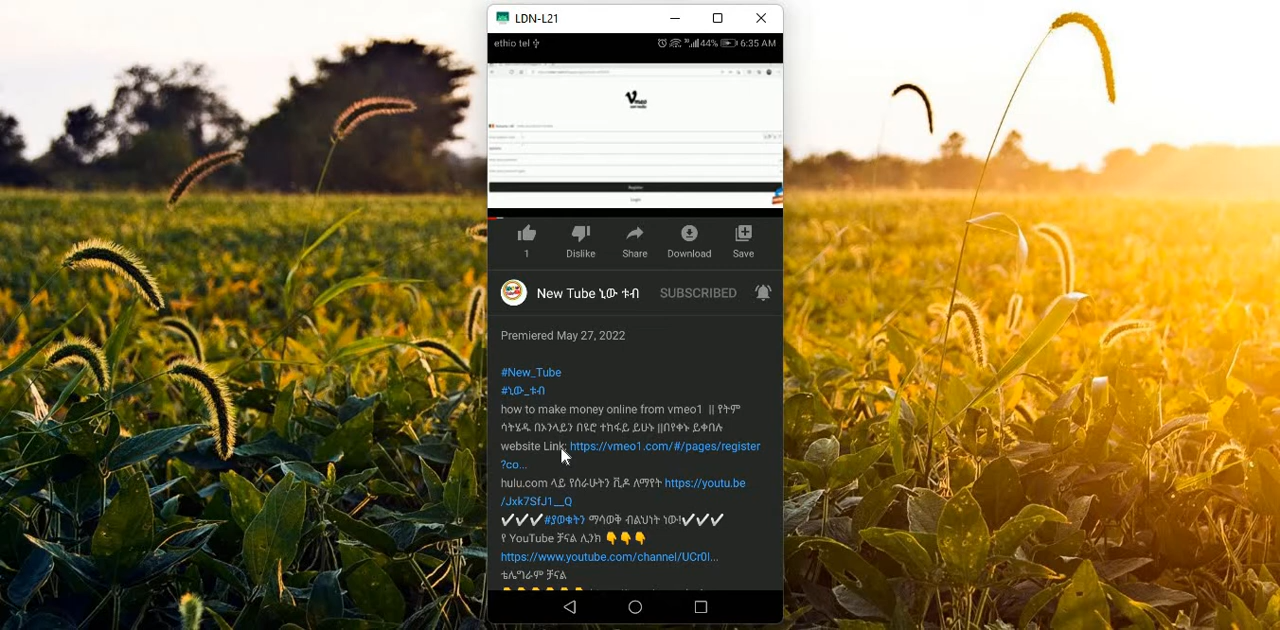 LDN-L21
ethio tel
44%
6:35 AM
Vmeo
Register
Login
1
Dislike
Share
Download
Save
New Tube ኒው ቱብ
SUBSCRIBED
Premiered May 27, 2022
#New_Tube
#ኒው_ቱብ
how to make money online from vmeo1 || የትም
ሳትሄዱ በኦንላይን በዩሮ ተከፋይ ይሁኑ ||በየቀኑ ይቀበሉ
website Link: https://vmeo1.com/#/pages/register
?co...
hulu.com ላይ የሰራሁትን ቪዶ ለማየት https://youtu.be
/Jxk7SfJ1__Q
✔✔✔#ያወቁትን ማሳወቅ ብልህነት ነው!✔✔✔
የ YouTube ቻናል ሊንክ 👇👇👇
https://www.youtube.com/channel/UCr0l...
ቴሌግራም ቻናል